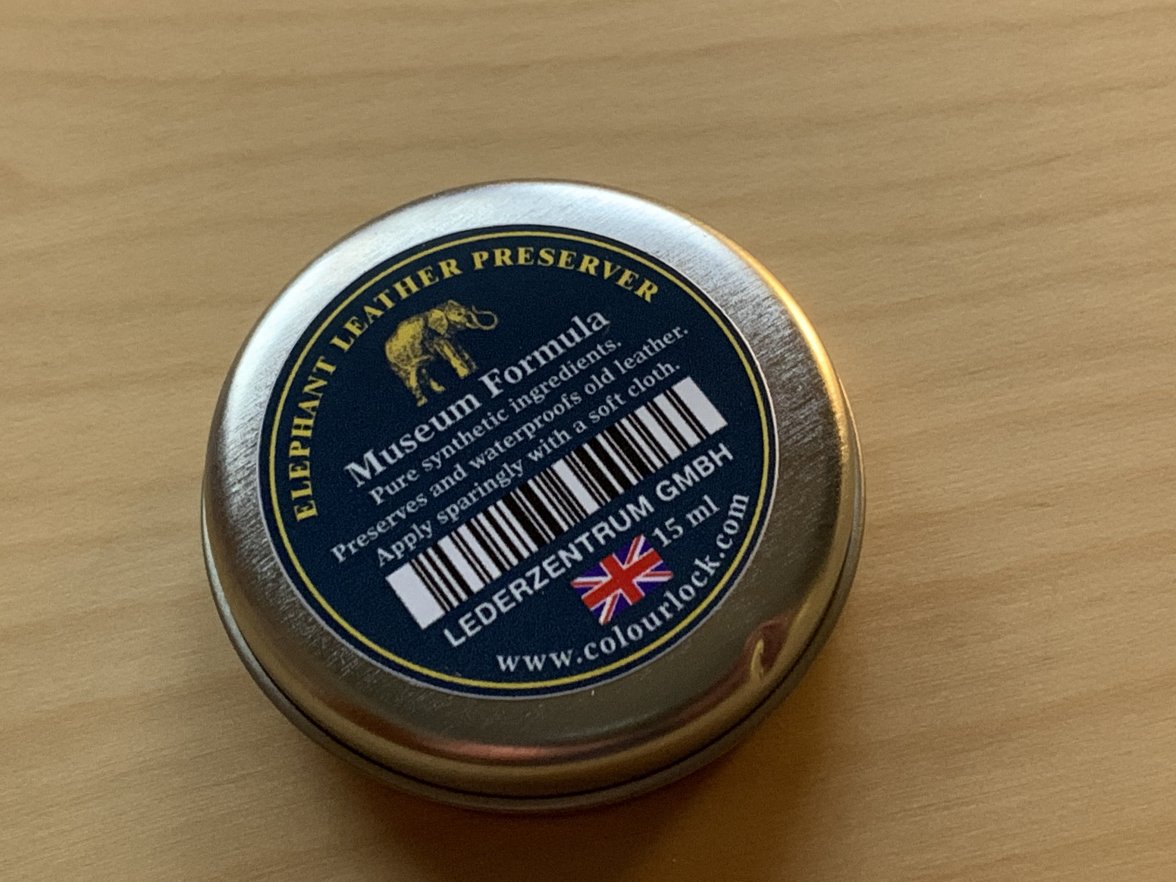 ELEPHANT LEATHER PRESERVER
Museum Formula
Pure synthetic ingredients.
Preserves and waterproofs old leather.
Apply sparingly with a soft cloth.
LEDERZENTRUM GMBH
15 ml
www.colourlock.com